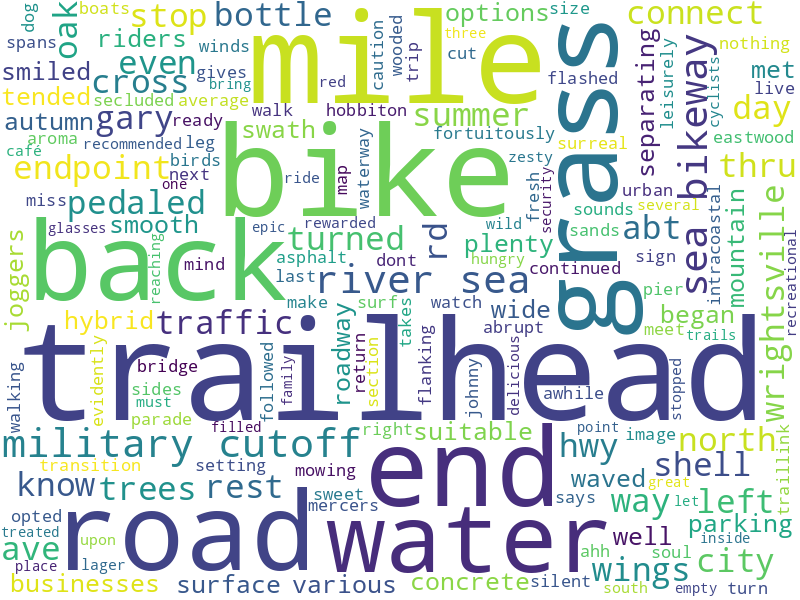 dog
boats
oak
stop
bottle
mile
caution
wooded
options
size
connect
spans
riders
winds
trip
cut
three
nothing
smiled
even
cross
gives
red
bring
flashed
grass
separating
leisurely
cyclists
met
live
tended
secluded
average
walk
hobbiton
summer
day
autumn
gary
ready
swath
fortuitously
bikeway
eastwood
aroma
recommended
leg
bike
waterway
zesty
café
birds
endpoint
next
one
ride
map
fresh
security
urban
surreal
thru
miss
pedaled
glasses
epic
rewarded
wild
sounds
several
sea
intracoastal
mountain
wrightsville
recreational
joggers
back
smooth
turned
rd
plenty
sands
abt
reaching
asphalt
dont
hungry
sign
mind
last
river sea
continued
pier
make
surf
watch
wide
began
hybrid
traffic
roadway
takes
abrupt
meet
trails
evidently
bridge
followed
family
return
section
flanking
johnny
delicious
awhile
stopped
walking
trailhead
sides
must
parade
filled
right
suitable
point
image
north
traillink
military cutoff
end
hwy
transition
setting
mowing
waved
great
shell
know
trees
rest
sweet
mercers
says
way
let
left
opted
road
water
parking
treated
ave
upon
well
inside
place
lager
ahh
soul
wings
city
businesses
surface
various
concrete
silent
south
empty
turn